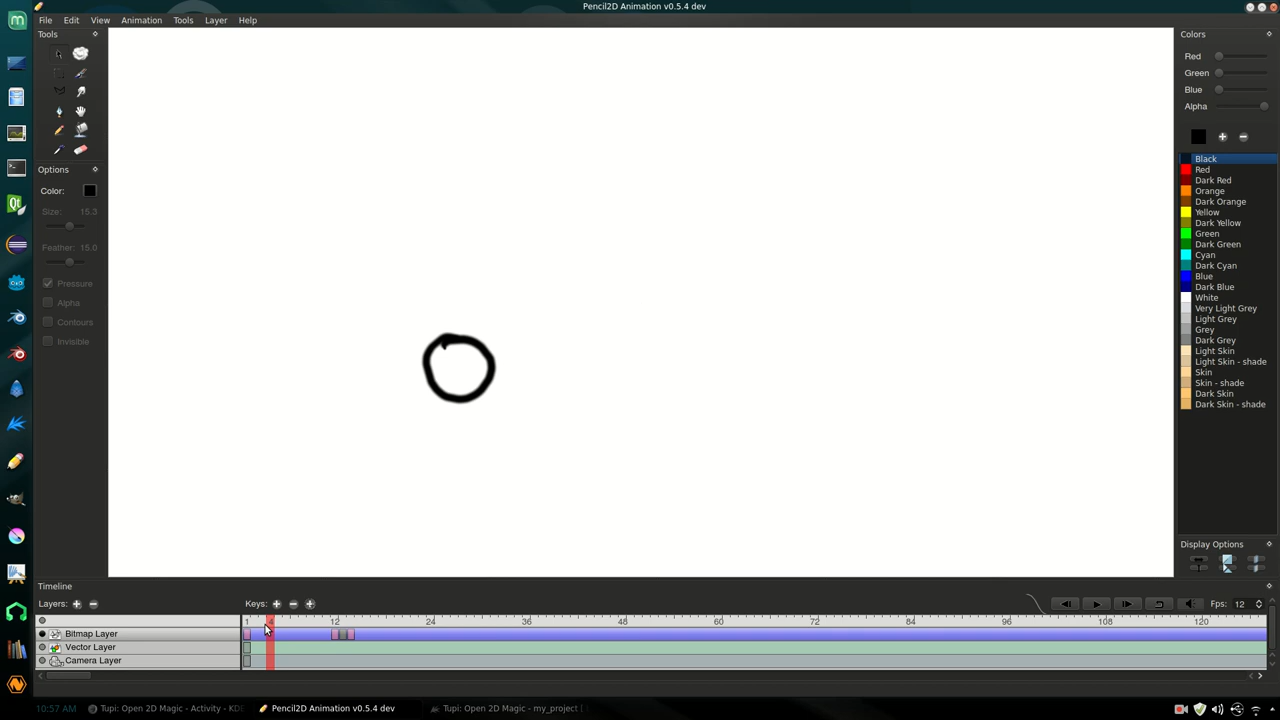 Pencil2D Animation v0.5.4 dev
File Edit View Animation Tools Layer Help
Tools
Options
Color:
Size: 15.3
Feather: 15.0
Pressure
Alpha
Contours
Invisible
Colors
Red
Green
Blue
Alpha
Black
Red
Dark Red
Orange
Dark Orange
Yellow
Dark Yellow
Green
Dark Green
Cyan
Dark Cyan
Blue
Dark Blue
White
Very Light Grey
Light Grey
Grey
Dark Grey
Light Skin
Light Skin - shade
Skin
Skin - shade
Dark Skin
Dark Skin - shade
Display Options
Timeline
Layers: Keys: Fps: 12
1 4 12 24 36 48 60 72 84 96 108 120
Bitmap Layer
Vector Layer
Camera Layer
10:57 AM Tupi: Open 2D Magic - Activity - KDE Pencil2D Animation v0.5.4 dev Tupi: Open 2D Magic - my_project